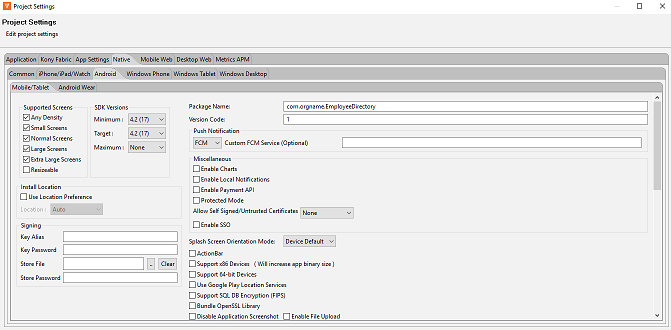 Project Settings
Project Settings
Edit project settings
Application Kony Fabric App Settings Native Mobile Web Desktop Web Metrics APM
Common iPhone/iPad/Watch Android Windows Phone Windows Tablet Windows Desktop
Mobile/Tablet Android Wear
Supported Screens
Any Density
Small Screens
Normal Screens
Large Screens
Extra Large Screens
Resizeable
SDK Versions
Minimum : 4.2 (17)
Target : 4.2 (17)
Maximum : None
Install Location
Use Location Preference
Location : Auto
Signing
Key Alias
Key Password
Store File .. Clear
Store Password
Package Name: com.orgname.EmployeeDirectory
Version Code: 1
Push Notification
FCM Custom FCM Service (Optional)
Miscellaneous
Enable Charts
Enable Local Notifications
Enable Payment API
Protected Mode
Allow Self Signed/Untrusted Certificates None
Enable SSO
Splash Screen Orientation Mode: Device Default
ActionBar
Support x86 Devices ( Will increase app binary size )
Support 64-bit Devices
Use Google Play Location Services
Support SQL DB Encryption (FIPS)
Bundle OpenSSL Library
Disable Application Screenshot Enable File Upload